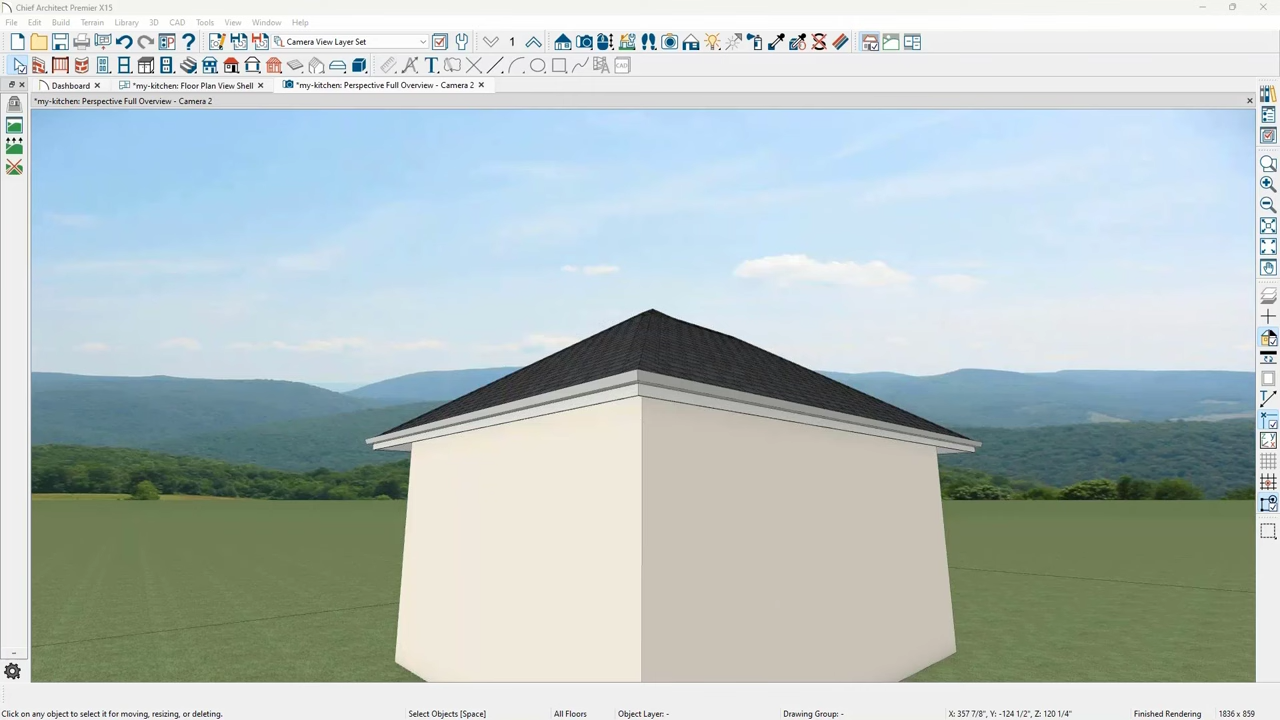 Chief Architect Premier X15
File Edit Build Terrain Library 3D CAD Tools View Window Help
Camera View Layer Set 1
T CAD
Dashboard *my-kitchen: Floor Plan View Shell *my-kitchen: Perspective Full Overview - Camera 2
*my-kitchen: Perspective Full Overview - Camera 2
Click on any object to select it for moving, resizing, or deleting. Select Objects [Space] All Floors Object Layer: - Drawing Group: - X: 357 7/8", Y: -124 1/2", Z: 120 1/4" Finished Rendering 1836 x 859